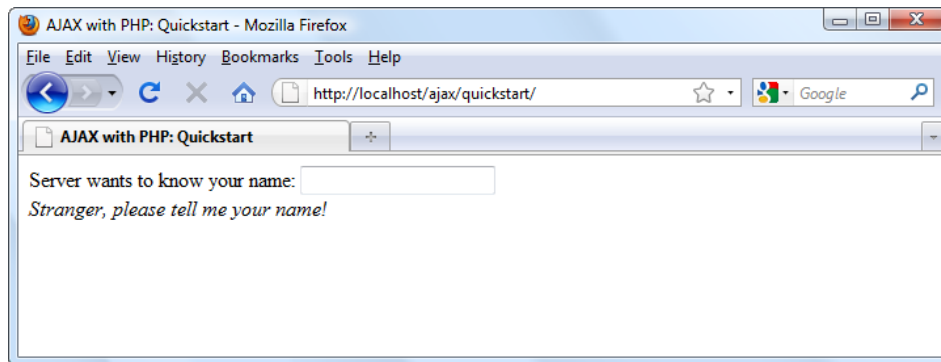 AJAX with PHP: Quickstart - Mozilla Firefox
File Edit View History Bookmarks Tools Help
http://localhost/ajax/quickstart/ Google
AJAX with PHP: Quickstart
Server wants to know your name:
Stranger, please tell me your name!